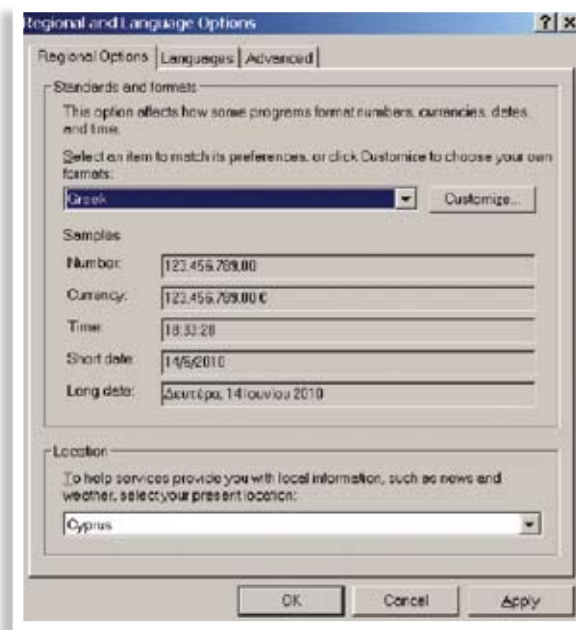 Regional and Language Options
Regional Options Languages Advanced
Standards and formats
This option affects how some programs format numbers, currencies, dates,
and time.
Select an item to match its preferences, or click Customize to choose your own
formats:
Greek Customize...
Samples
Number: 123.456.789,00
Currency: 123.456.789,00 €
Time: 18:33:28
Short date: 14/6/2010
Long date: Δευτέρα, 14 Ιουνίου 2010
Location
To help services provide you with local information, such as news and
weather, select your present location:
Cyprus
OK Cancel Apply